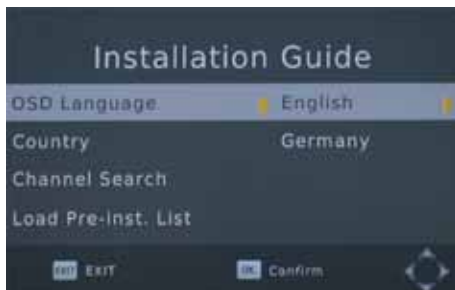 Installation Guide
OSD Language English
Country Germany
Channel Search
Load Pre-inst. List
EXIT EXIT OK Confirm